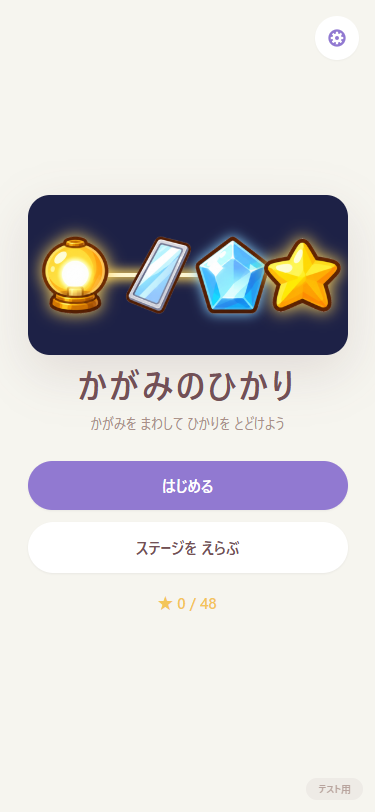 かがみのひかり
かがみを まわして ひかりを とどけよう
はじめる
ステージを えらぶ
★ 0 / 48
テスト用